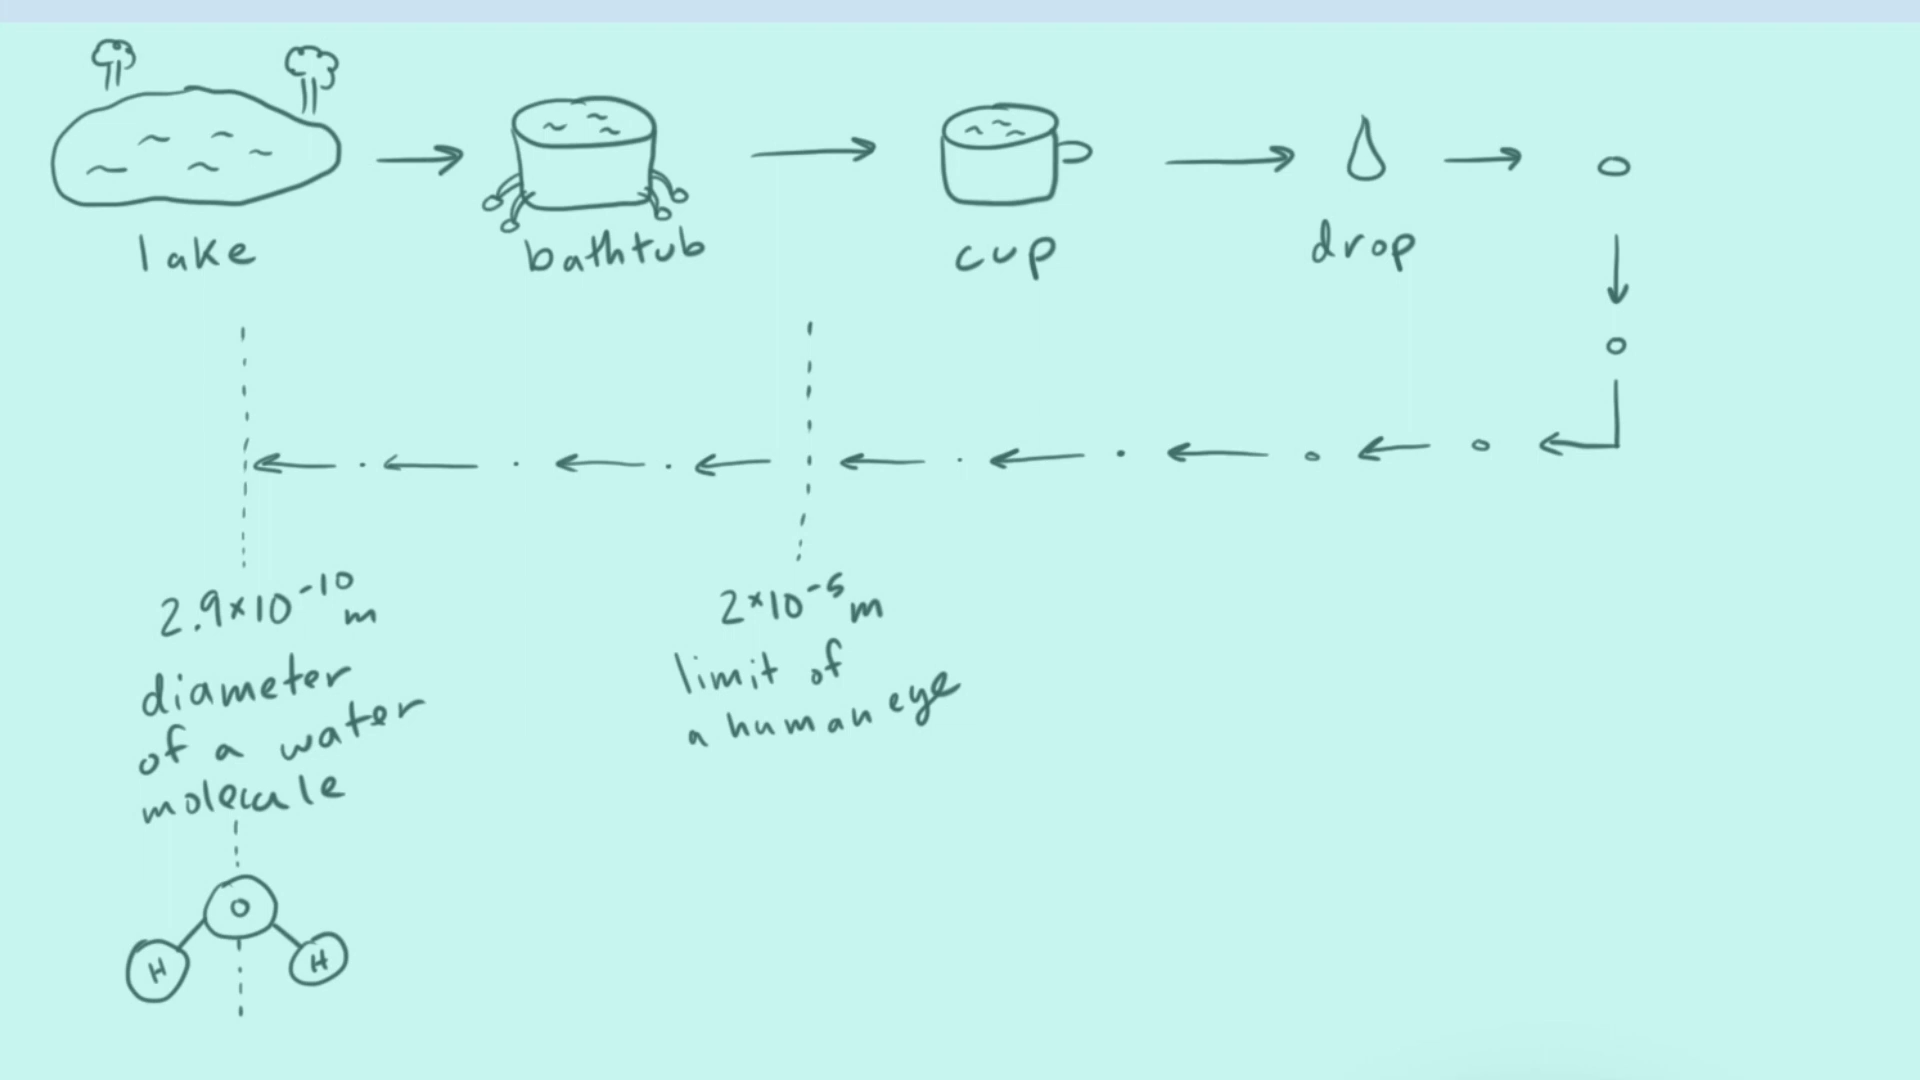 lake
bathtub
cup
drop
2.9×10⁻¹⁰ m
diameter
of a water
molecule
2×10⁻⁵ m
limit of
a human eye
O
H
H